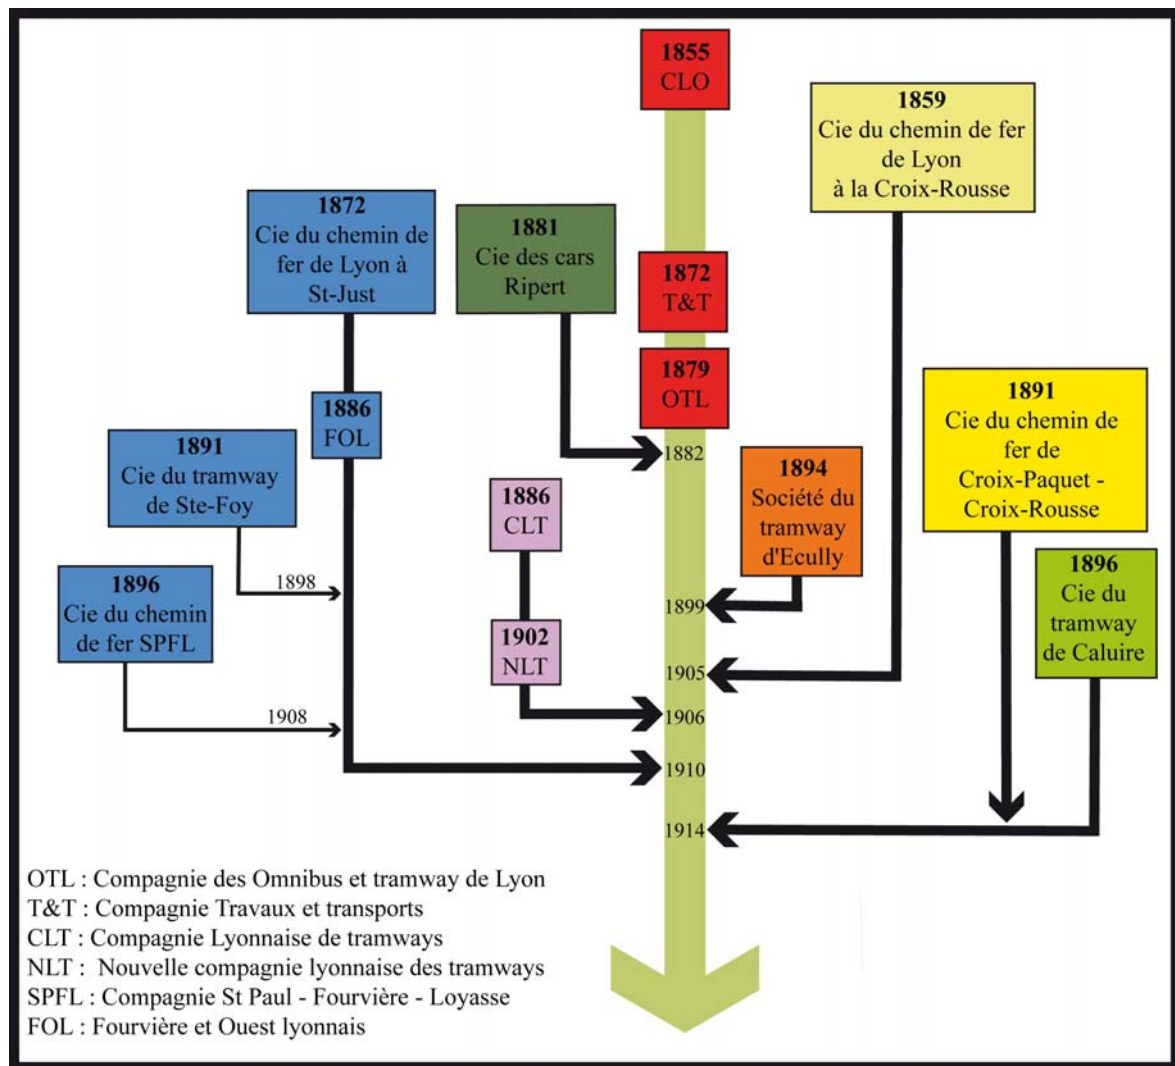 1855
CLO
1859
Cie du chemin de fer
de Lyon
à la Croix-Rousse
1872
Cie du chemin de
fer de Lyon à
St-Just
1881
Cie des cars
Ripert
1872
T&T
1879
OTL
1886
FOL
1891
Cie du chemin de
fer de
Croix-Paquet -
Croix-Rousse
1891
Cie du tramway
de Ste-Foy
1882
1894
Société du
tramway
d'Ecully
1886
CLT
1896
Cie du
tramway
de Caluire
1896
Cie du chemin
de fer SPFL
1898
1899
1902
NLT
1905
1906
1908
1910
1914
OTL : Compagnie des Omnibus et tramway de Lyon
T&T : Compagnie Travaux et transports
CLT : Compagnie Lyonnaise de tramways
NLT :  Nouvelle compagnie lyonnaise des tramways
SPFL : Compagnie St Paul - Fourvière - Loyasse
FOL : Fourvière et Ouest lyonnais